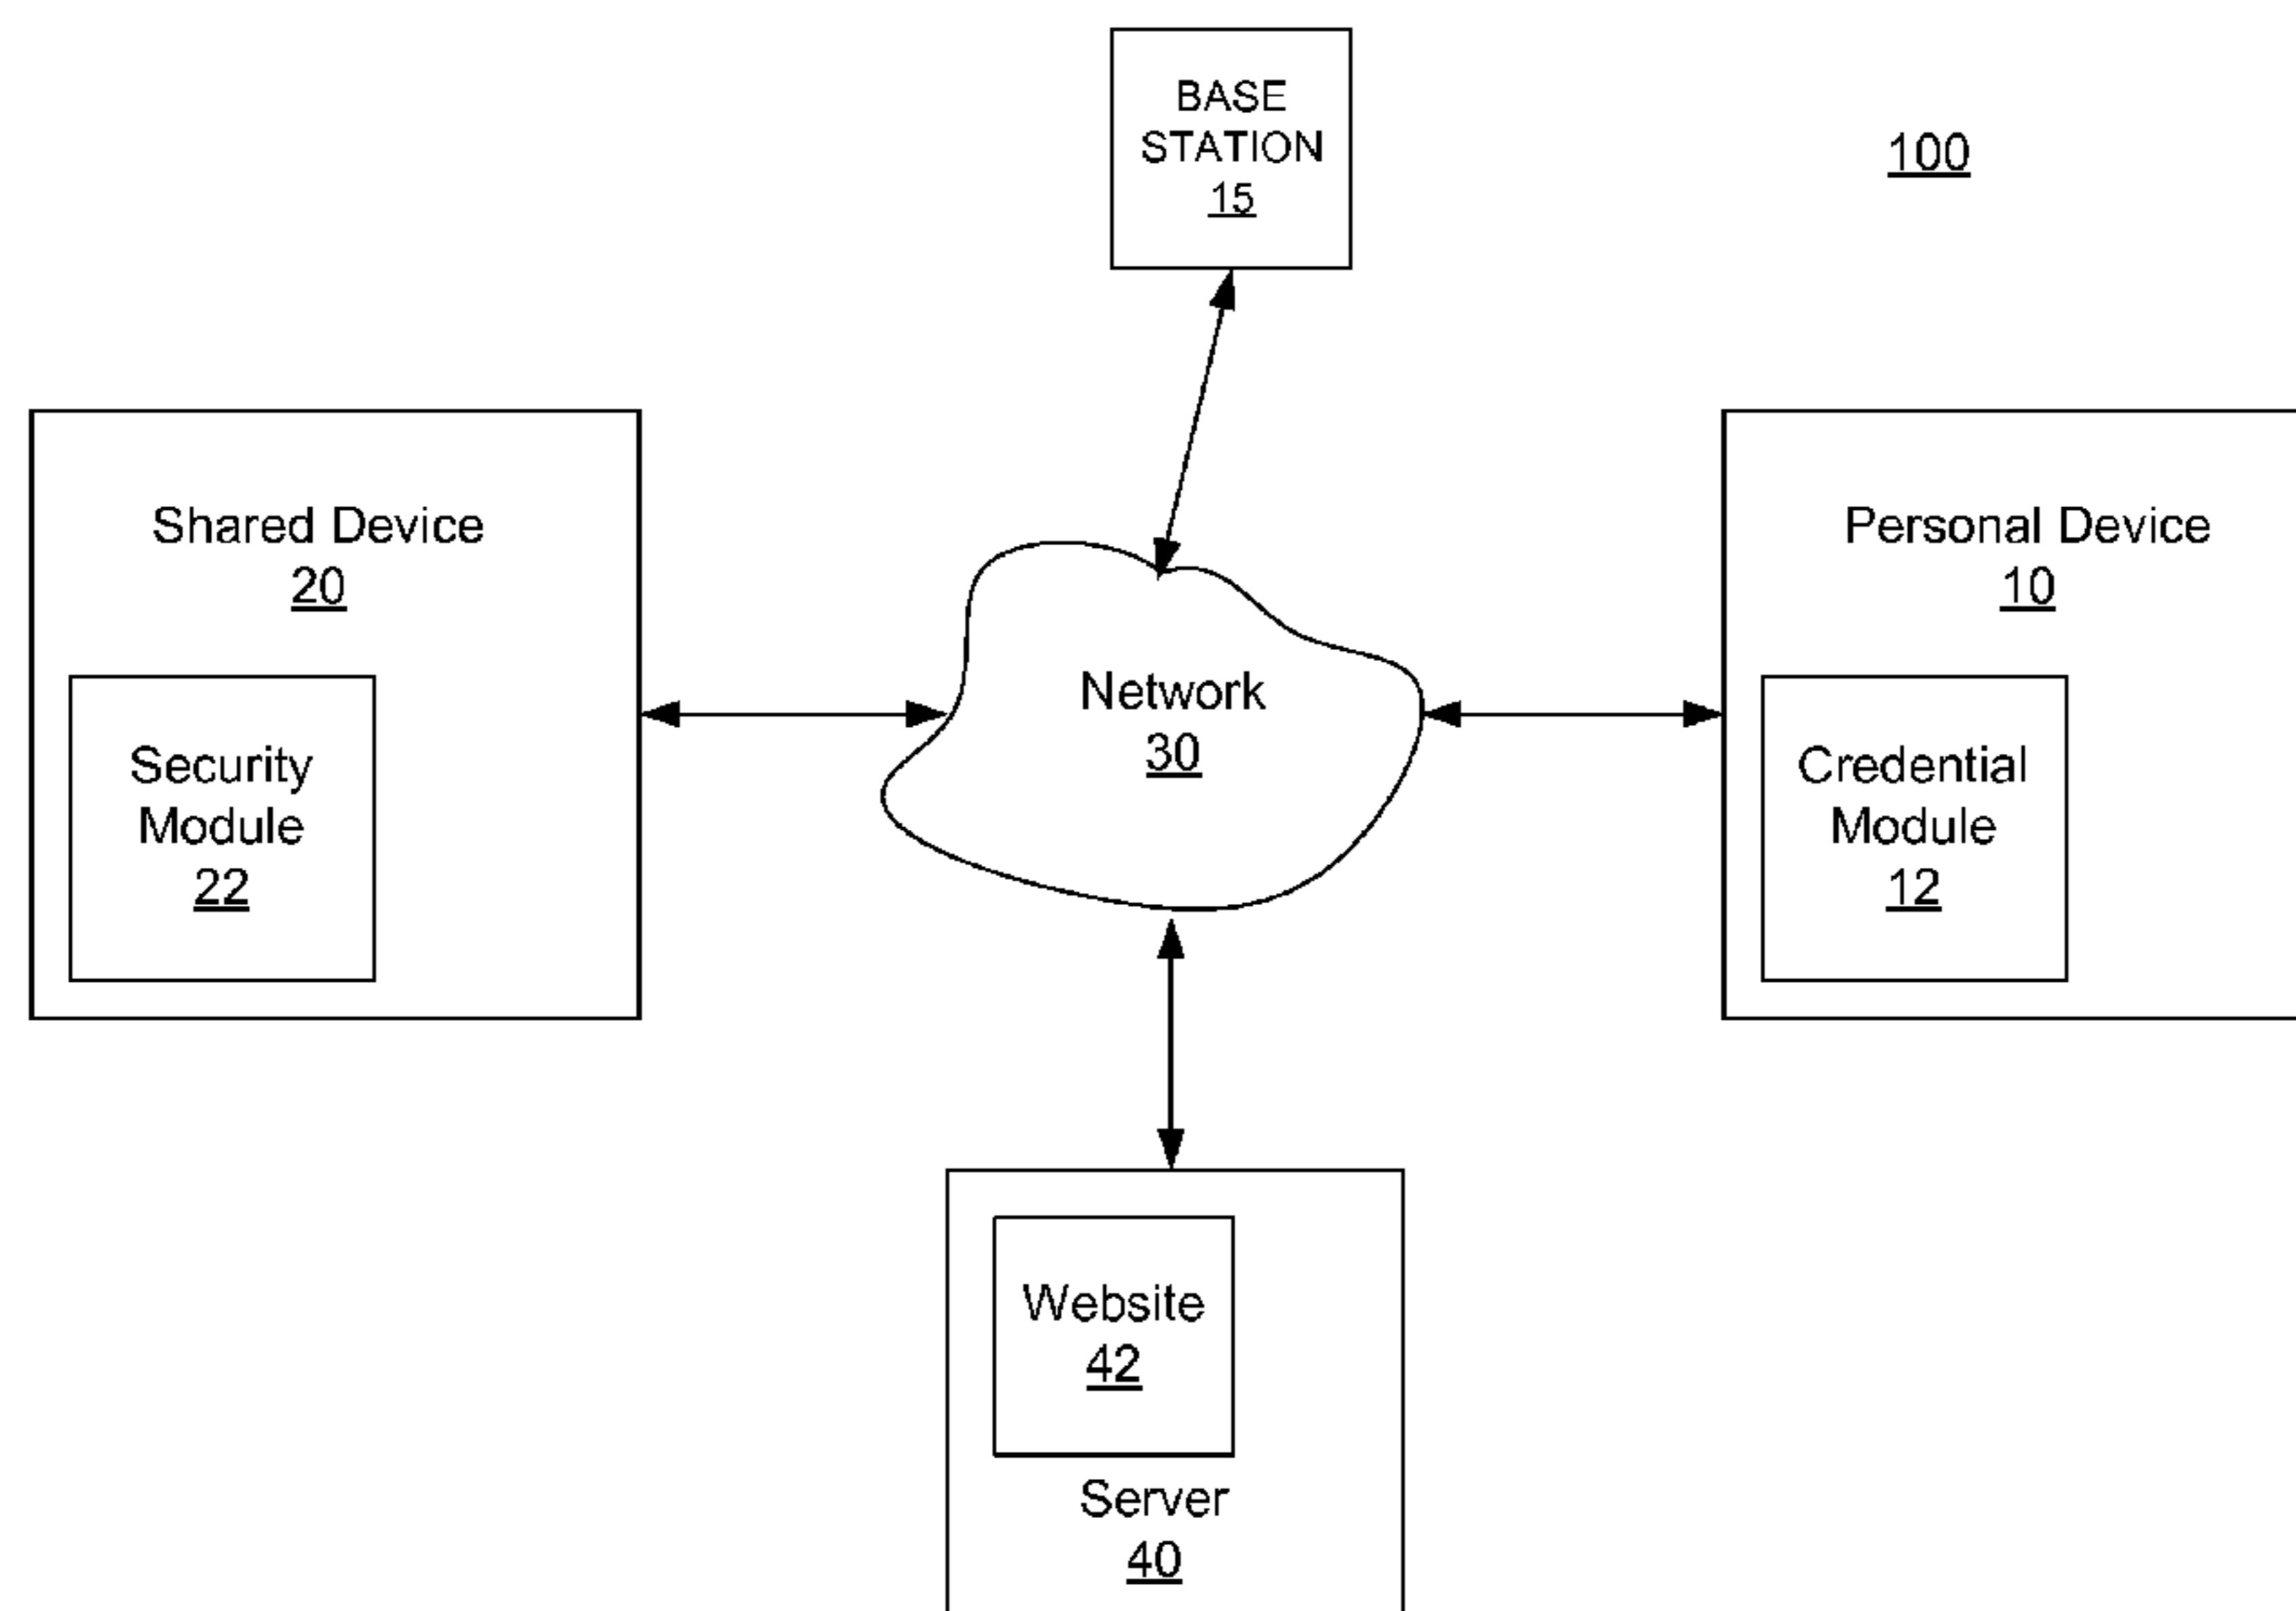 BASE
STATION
15
100
Shared Device
20
Security
Module
22
Network
30
Personal Device
10
Credential
Module
12
Website
42
Server
40